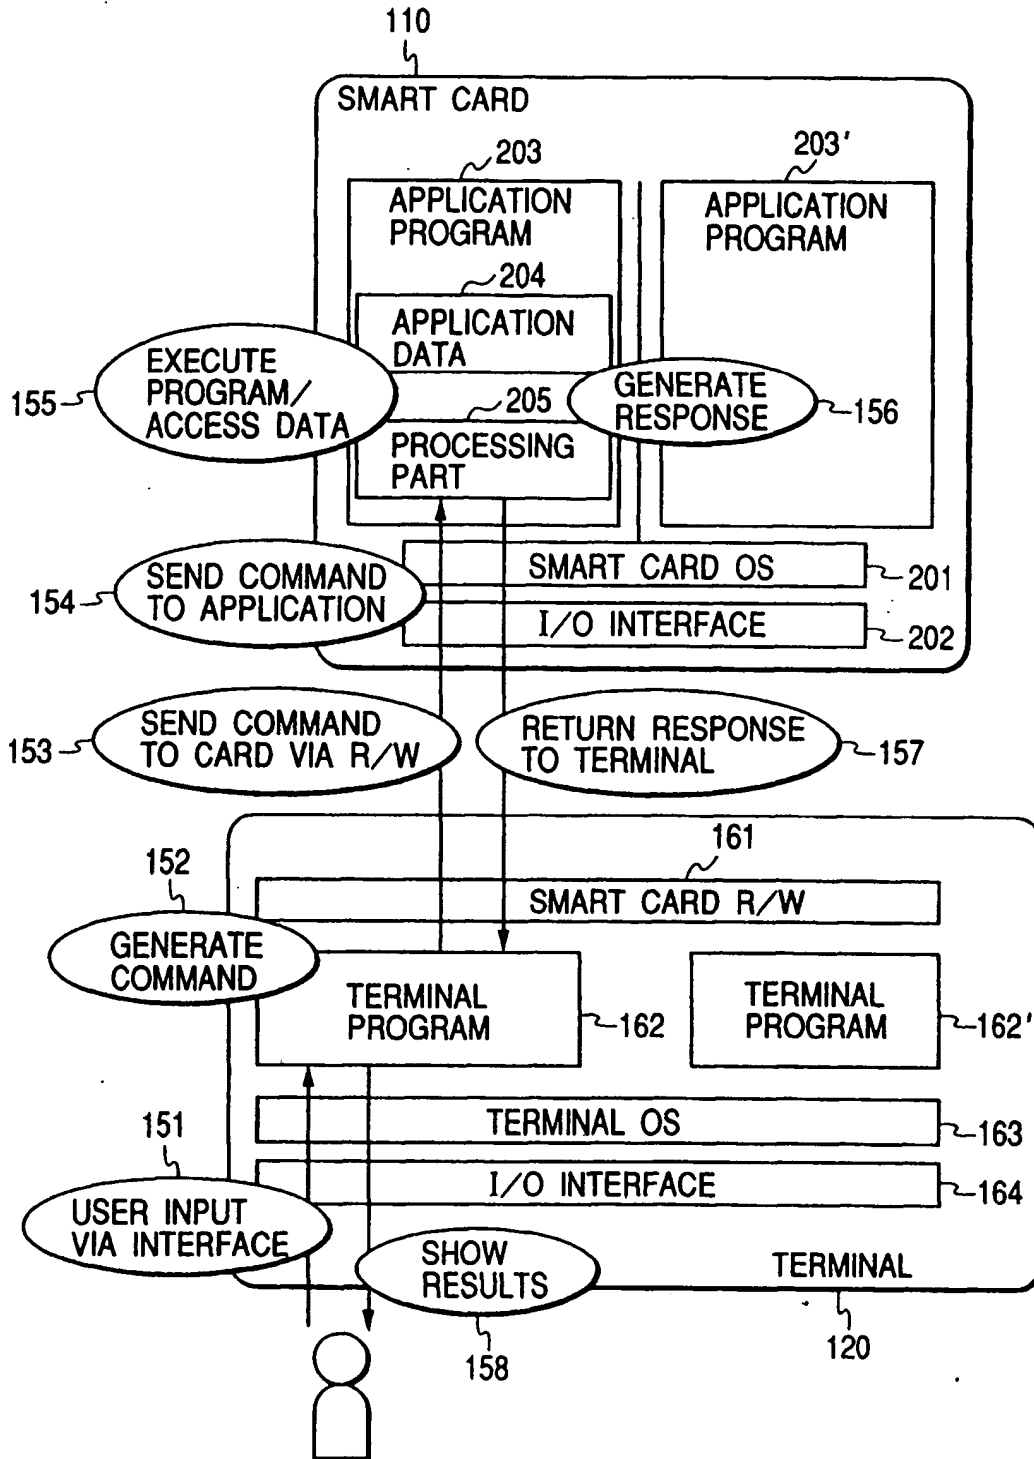 110
SMART CARD
203
203'
APPLICATION
PROGRAM
APPLICATION
PROGRAM
204
APPLICATION
DATA
EXECUTE
PROGRAM/
ACCESS DATA
155
GENERATE
RESPONSE
156
205
PROCESSING
PART
SEND COMMAND
TO APPLICATION
154
SMART CARD OS
201
I/O INTERFACE
202
SEND COMMAND
TO CARD VIA R/W
153
RETURN RESPONSE
TO TERMINAL
157
161
152
SMART CARD R/W
GENERATE
COMMAND
TERMINAL
PROGRAM
162
TERMINAL
PROGRAM
162'
151
TERMINAL OS
163
I/O INTERFACE
164
USER INPUT
VIA INTERFACE
SHOW
RESULTS
TERMINAL
158
120